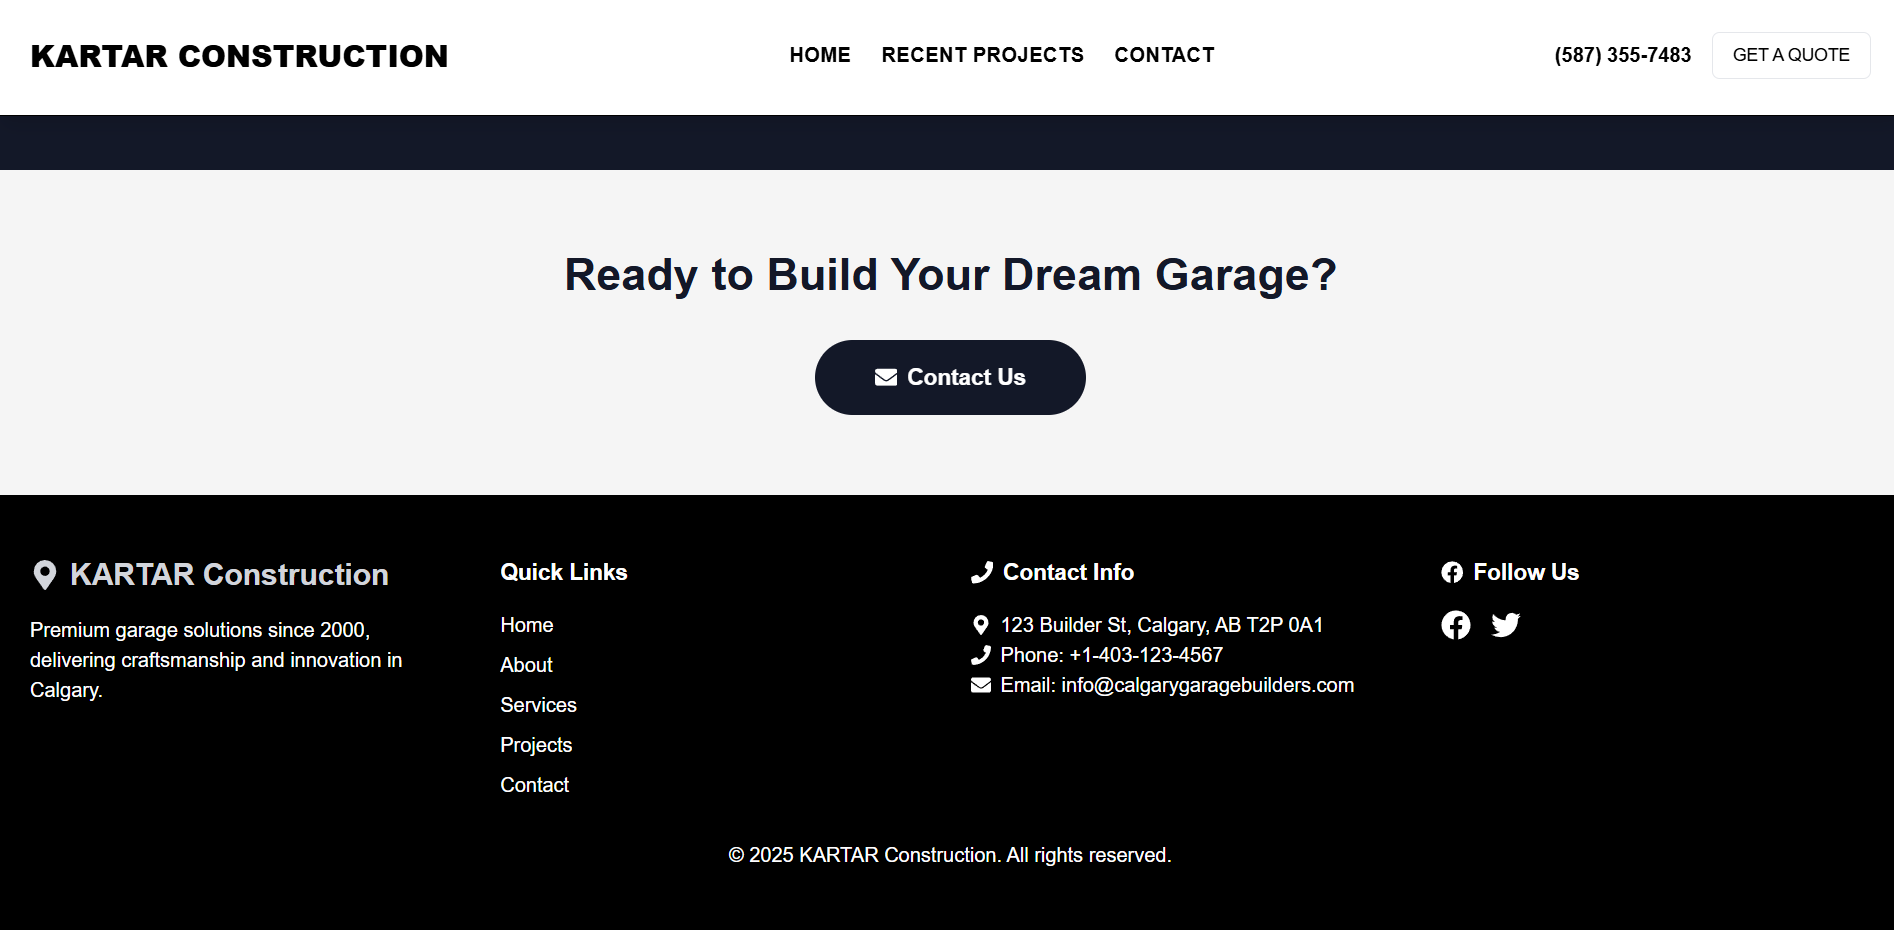 KARTAR CONSTRUCTION
HOME RECENT PROJECTS CONTACT
(587) 355-7483 GET A QUOTE
Ready to Build Your Dream Garage?
Contact Us
KARTAR Construction
Premium garage solutions since 2000,
delivering craftsmanship and innovation in
Calgary.
Quick Links
Home
About
Services
Projects
Contact
Contact Info
123 Builder St, Calgary, AB T2P 0A1
Phone: +1-403-123-4567
Email: info@calgarygaragebuilders.com
Follow Us
© 2025 KARTAR Construction. All rights reserved.